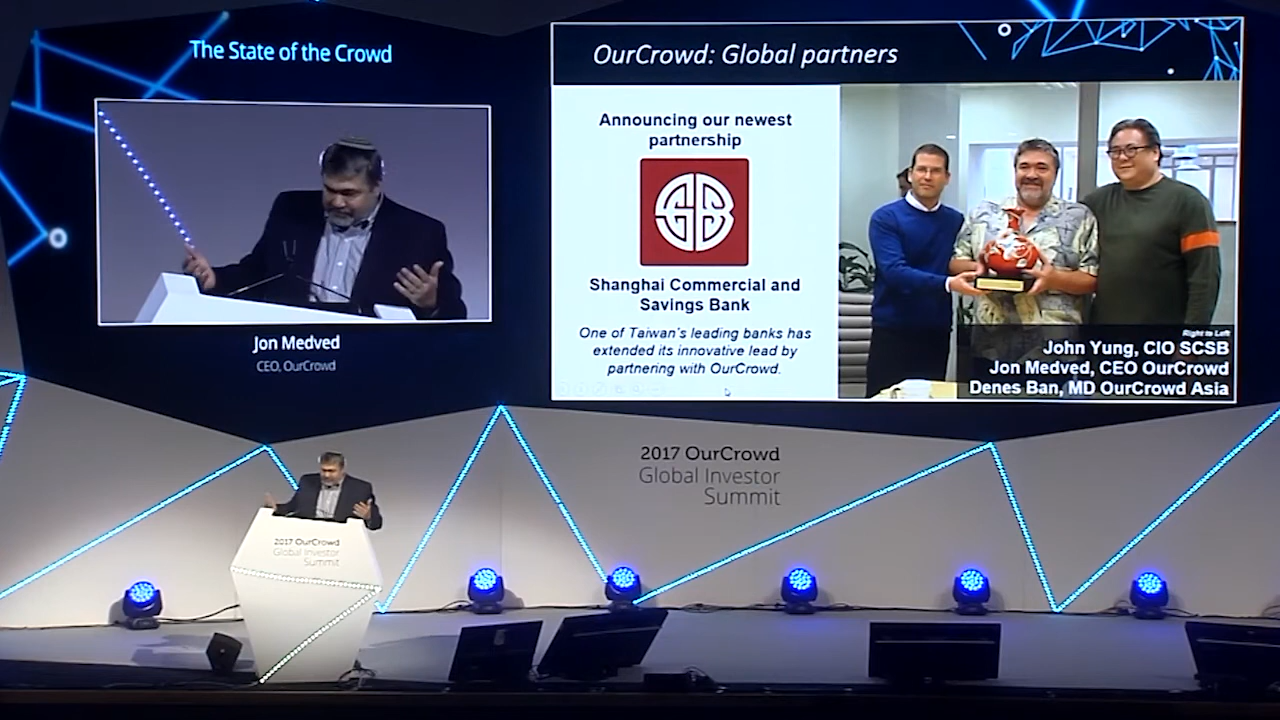 The State of the Crowd
Jon Medved
CEO, OurCrowd
OurCrowd: Global partners
Announcing our newest
partnership
Shanghai Commercial and
Savings Bank
One of Taiwan's leading banks has
extended its innovative lead by
partnering with OurCrowd.
Right to Left
John Yung, CIO SCSB
Jon Medved, CEO OurCrowd
Denes Ban, MD OurCrowd Asia
2017 OurCrowd
Global Investor
Summit
2017 OurCrowd
Global Investor
Summit